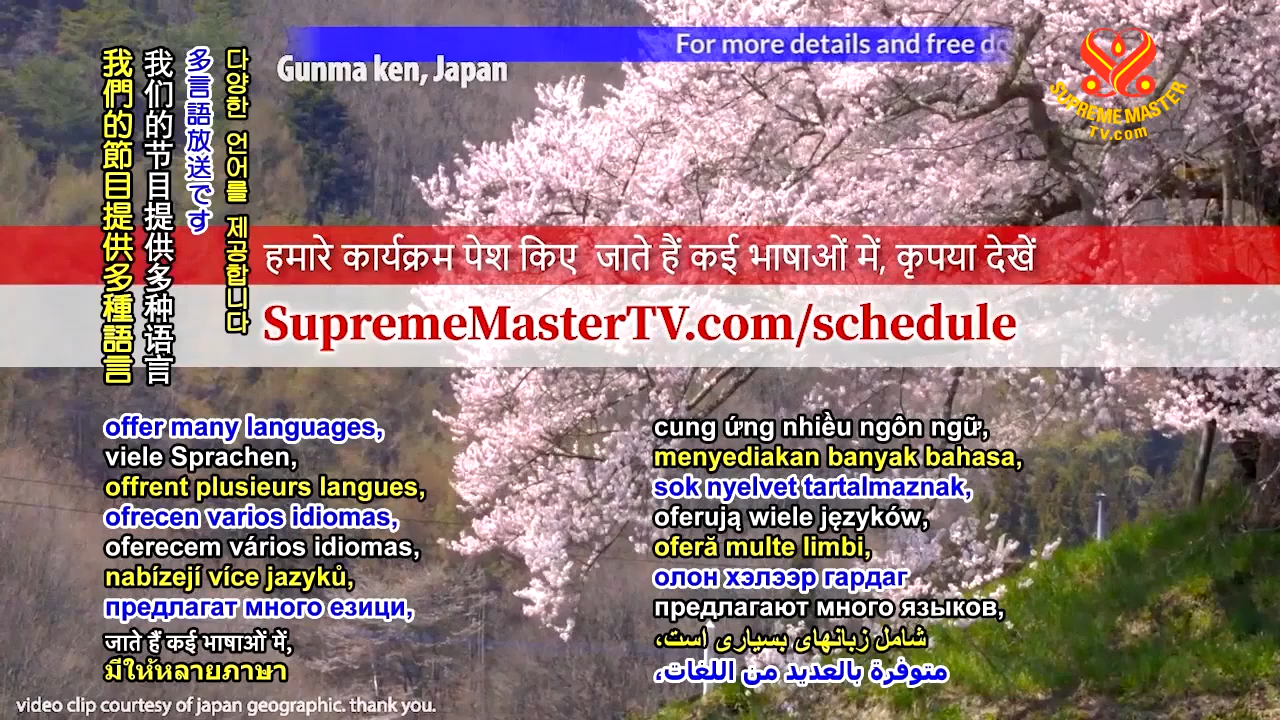 For more details and free do
Gunma ken, Japan
SUPREME MASTER
TV.com
我們的節目提供多種語言
我们的节目提供多种语言
多言語放送です
다양한 언어를 제공합니다
हमारे कार्यक्रम पेश किए जाते हैं कई भाषाओं में, कृपया देखें
SupremeMasterTV.com/schedule
offer many languages,
viele Sprachen,
offrent plusieurs langues,
ofrecen varios idiomas,
oferecem vários idiomas,
nabízejí více jazyků,
предлагат много езици,
जाते हैं कई भाषाओं में,
มีให้หลายภาษา
cung ứng nhiều ngôn ngữ,
menyediakan banyak bahasa,
sok nyelvet tartalmaznak,
oferują wiele języków,
oferă multe limbi,
олон хэлээр гардаг
предлагают много языков,
شامل زبانهای بسیاری است،
متوفرة بالعديد من اللغات،
video clip courtesy of japan geographic. thank you.